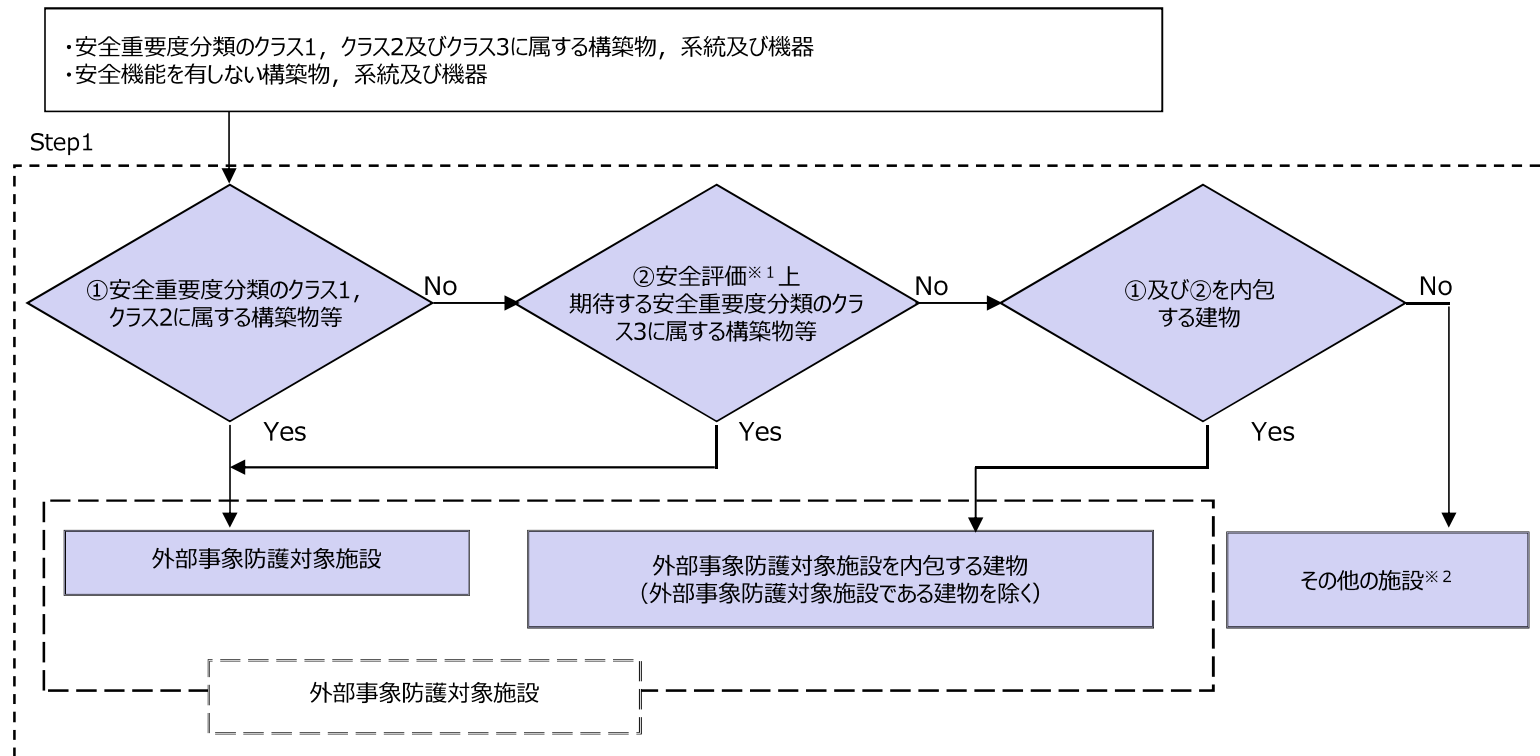 ・安全重要度分類のクラス1，クラス2及びクラス3に属する構築物，系統及び機器
・安全機能を有しない構築物，系統及び機器
Step1
①安全重要度分類のクラス1，
クラス2に属する構築物等
No
②安全評価※1上
期待する安全重要度分類のクラ
ス3に属する構築物等
No
①及び②を内包
する建物
No
Yes
Yes
Yes
外部事象防護対象施設
外部事象防護対象施設を内包する建物
（外部事象防護対象施設である建物を除く）
その他の施設※2
外部事象防護対象施設